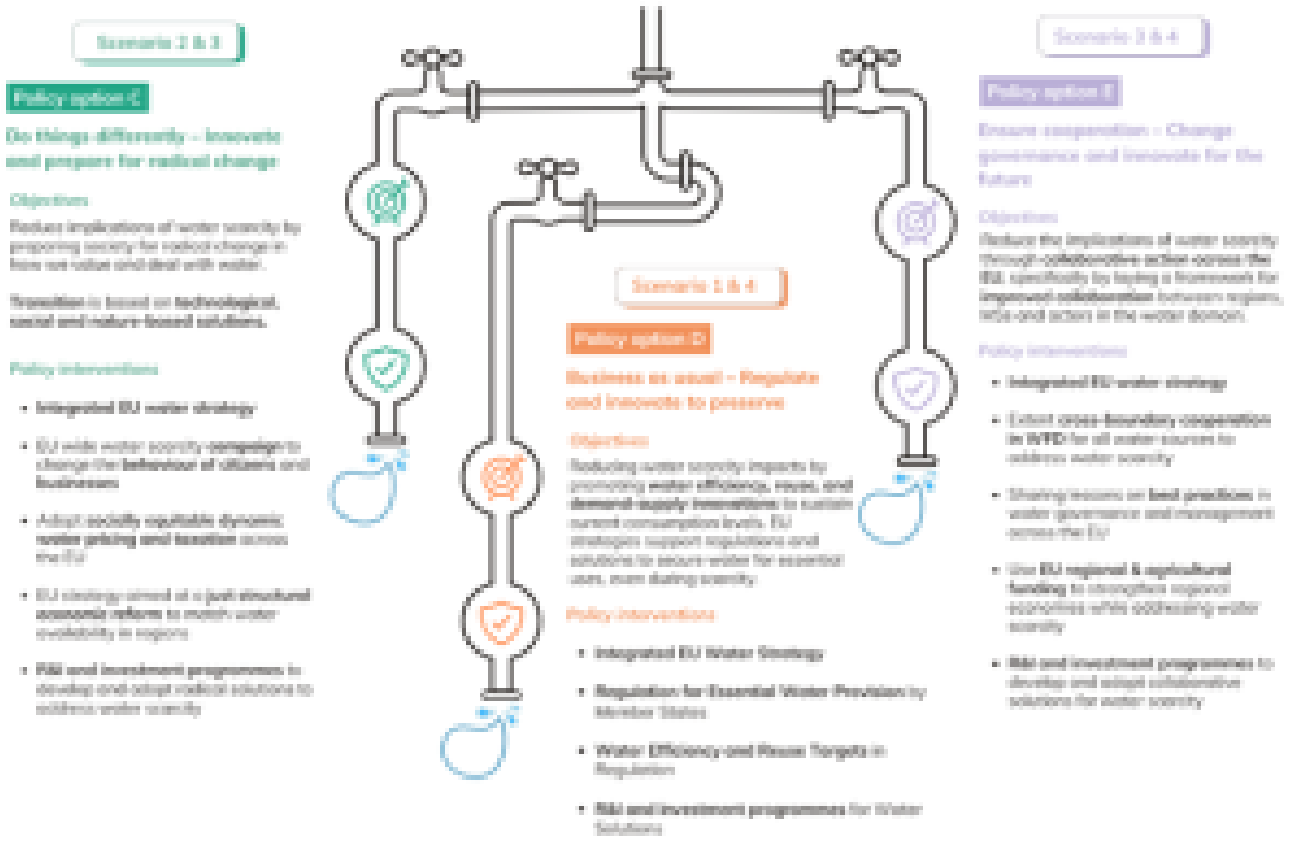 Scenario 2 & 3
Policy option C
Do things differently – innovate
and prepare for radical change
Objectives
Reduce implications of water scarcity by
preparing society for radical change in
how we value and deal with water.
Transition is based on technological,
social and nature-based solutions.
Policy interventions
• Integrated EU water strategy
• EU wide water scarcity campaign to
change the behaviour of citizens and
businesses
• Adopt socially equitable dynamic
water pricing and taxation across
the EU
• EU strategy aimed at a just structural
economic reform to match water
availability in regions
• R&I and investment programmes to
develop and adopt radical solutions to
address water scarcity
Scenario 1 & 4
Policy option D
Business as usual – Regulate
and innovate to preserve
Objectives
Reducing water scarcity impacts by
promoting water efficiency, reuse, and
demand-supply innovations to sustain
current consumption levels. EU
strategies support regulations and
solutions to secure water for essential
uses, even during scarcity.
Policy interventions
• Integrated EU Water Strategy
• Regulation for Essential Water Provision by
Member States
• Water Efficiency and Reuse Targets in
Regulation
• R&I and investment programmes for Water
Solutions
Scenario 3 & 4
Policy option E
Ensure cooperation – Change
governance and innovate for the
future
Objectives
Reduce the implications of water scarcity
through collaborative action across the
EU, specifically by laying a framework for
improved collaboration between regions,
and actors in the water domain.
Policy interventions
• Integrated EU water strategy
• Extent cross-boundary cooperation
in WFD for all water sources to
address water scarcity
• Sharing lessons on best practices in
water governance and management
across the EU
• Use EU regional & agricultural
funding to strengthen regional
economies while addressing water
scarcity
• R&I and investment programmes to
develop and adopt collaborative
solutions for water scarcity